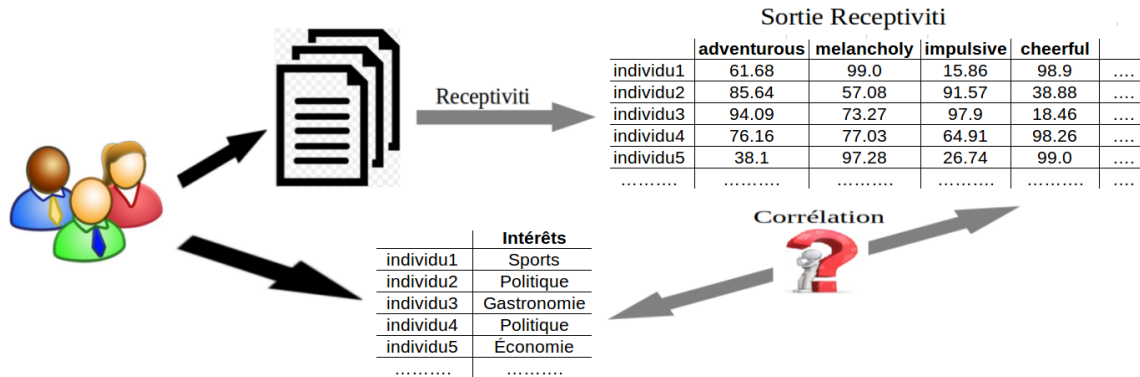 Sortie Receptiviti
adventurous melancholy impulsive cheerful
individu1 61.68 99.0 15.86 98.9 ....
individu2 85.64 57.08 91.57 38.88 ....
individu3 94.09 73.27 97.9 18.46 ....
individu4 76.16 77.03 64.91 98.26 ....
individu5 38.1 97.28 26.74 99.0 ....
.......... .......... .......... .......... .......... ....
Receptiviti
Corrélation
Intérêts
individu1 Sports
individu2 Politique
individu3 Gastronomie
individu4 Politique
individu5 Économie
.......... ..........